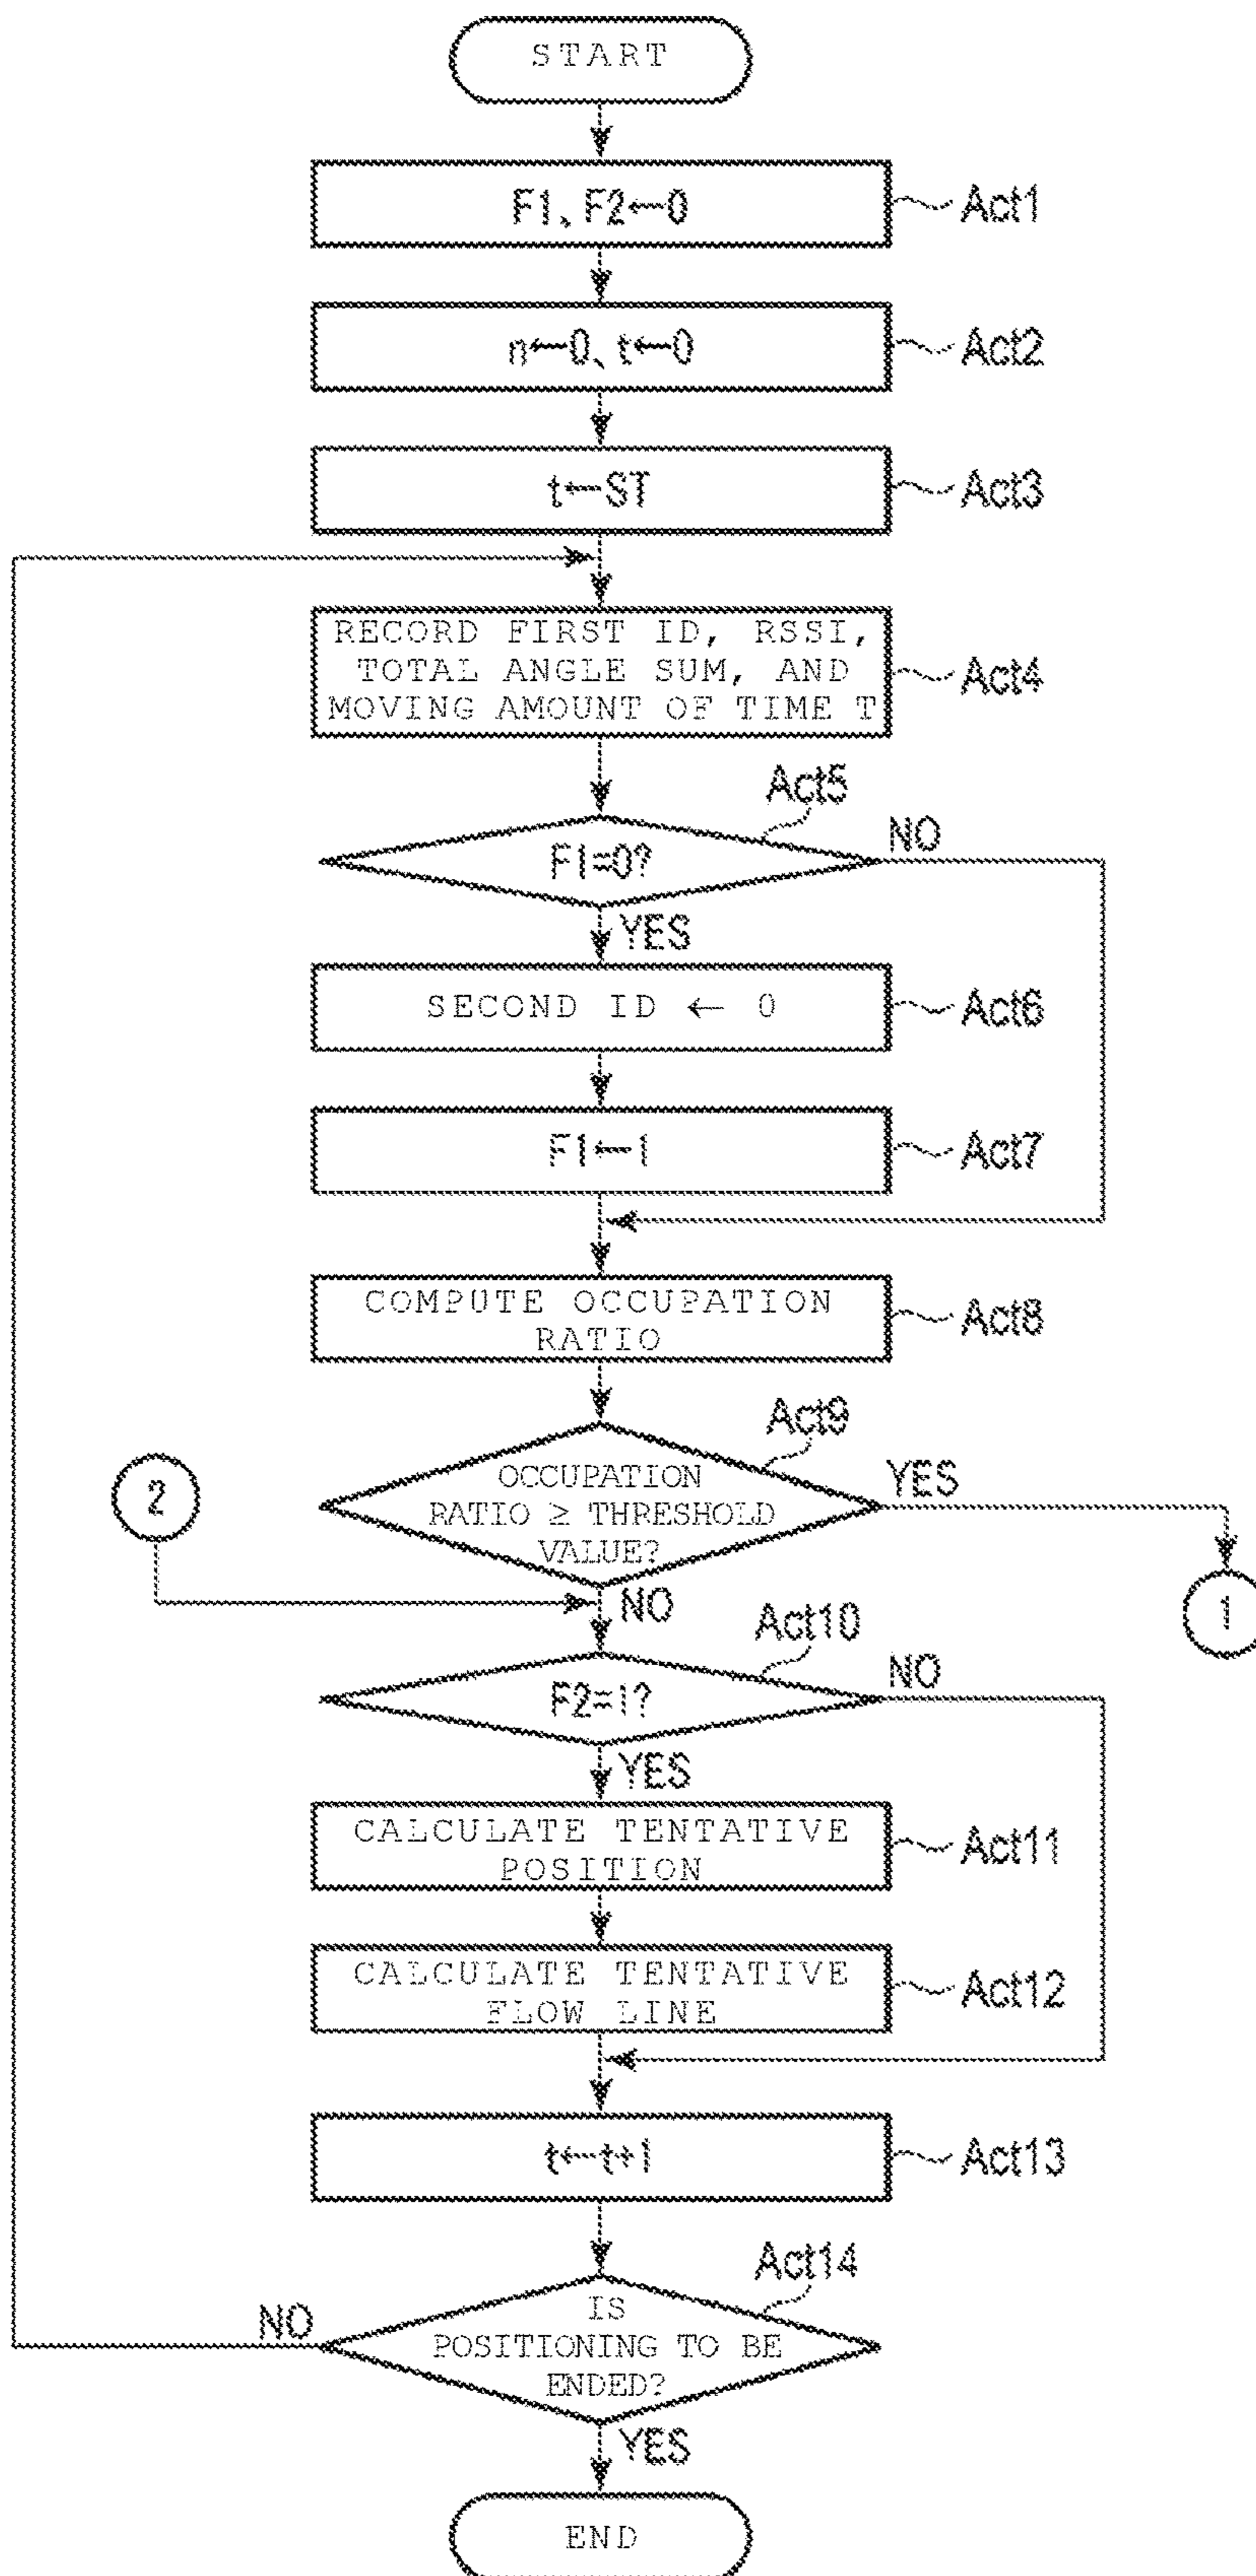 START
F1、F2←0
Act1
n←0、t←0
Act2
t←ST
Act3
RECORD FIRST ID, RSSI,
TOTAL ANGLE SUM, AND
MOVING AMOUNT OF TIME T
Act4
Act5
F1=0?
NO
YES
SECOND ID ← 0
Act6
F1←1
Act7
COMPUTE OCCUPATION
RATIO
Act8
Act9
OCCUPATION
RATIO ≥ THRESHOLD
VALUE?
YES
2
NO
1
Act10
F2=1?
NO
YES
CALCULATE TENTATIVE
POSITION
Act11
CALCULATE TENTATIVE
FLOW LINE
Act12
t←t+1
Act13
Act14
IS
POSITIONING TO BE
ENDED?
NO
YES
END